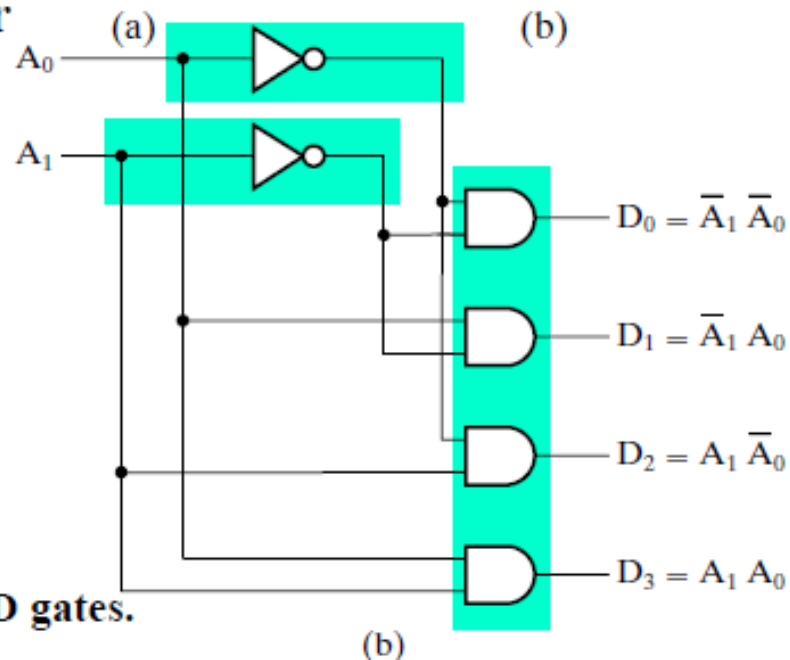 r
(a)
(b)
A₀
A₁
D₀ = A̅₁ A̅₀
D₁ = A̅₁ A₀
D₂ = A₁ A̅₀
D₃ = A₁ A₀
D gates.
(b)